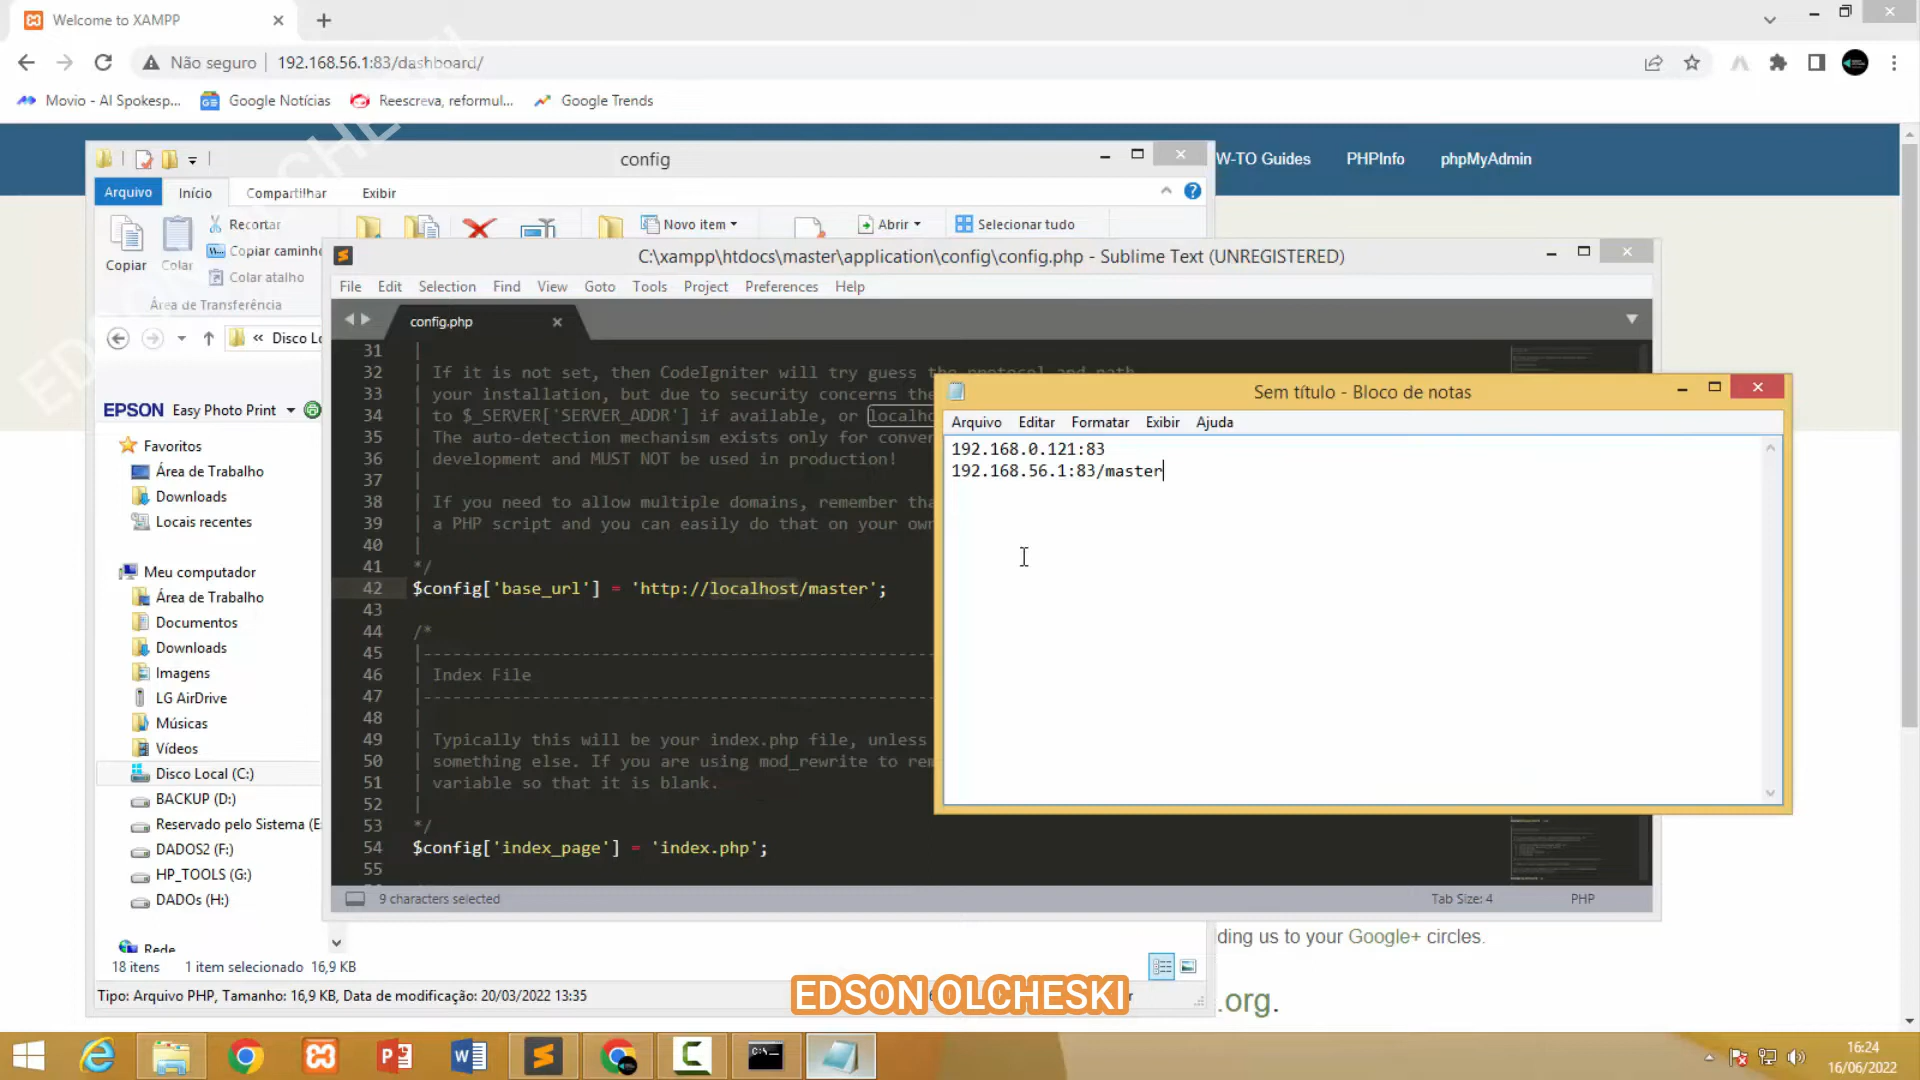 Welcome to XAMPP
Não seguro
192.168.56.1:83/dashboard/
Movio - AI Spokesp...
Google Notícias
Reescreva, reformul...
Google Trends
W-TO Guides
PHPInfo
phpMyAdmin
config
Arquivo
Início
Compartilhar
Exibir
Copiar
Colar
Recortar
Copiar caminho
Colar atalho
Área de Transferência
Novo item
Abrir
Selecionar tudo
« Disco Lo
EPSON Easy Photo Print
Favoritos
Área de Trabalho
Downloads
Locais recentes
Meu computador
Área de Trabalho
Documentos
Downloads
Imagens
LG AirDrive
Músicas
Vídeos
Disco Local (C:)
BACKUP (D:)
Reservado pelo Sistema (E
DADOS2 (F:)
HP_TOOLS (G:)
DADOs (H:)
Rede
18 itens 1 item selecionado 16,9 KB
Tipo: Arquivo PHP, Tamanho: 16,9 KB, Data de modificação: 20/03/2022 13:35
C:\xampp\htdocs\master\application\config\config.php - Sublime Text (UNREGISTERED)
File Edit Selection Find View Goto Tools Project Preferences Help
config.php
31 |
32 | If it is not set, then CodeIgniter will try guess the protocol and path
33 | your installation, but due to security concerns the
34 | to $_SERVER['SERVER_ADDR'] if available, or localho
35 | The auto-detection mechanism exists only for conver
36 | development and MUST NOT be used in production!
37 |
38 | If you need to allow multiple domains, remember tha
39 | a PHP script and you can easily do that on your own
40 |
41 */
42 $config['base_url'] = 'http://localhost/master';
43
44 /*
45 |--------------------------------------------------
46 | Index File
47 |--------------------------------------------------
48 |
49 | Typically this will be your index.php file, unless
50 | something else. If you are using mod_rewrite to rem
51 | variable so that it is blank.
52 |
53 */
54 $config['index_page'] = 'index.php';
55
9 characters selected
Tab Size: 4
PHP
Sem título - Bloco de notas
Arquivo Editar Formatar Exibir Ajuda
192.168.0.121:83
192.168.56.1:83/master
ding us to your Google+ circles.
.org.
EDSON OLCHESKI
16:24
16/06/2022